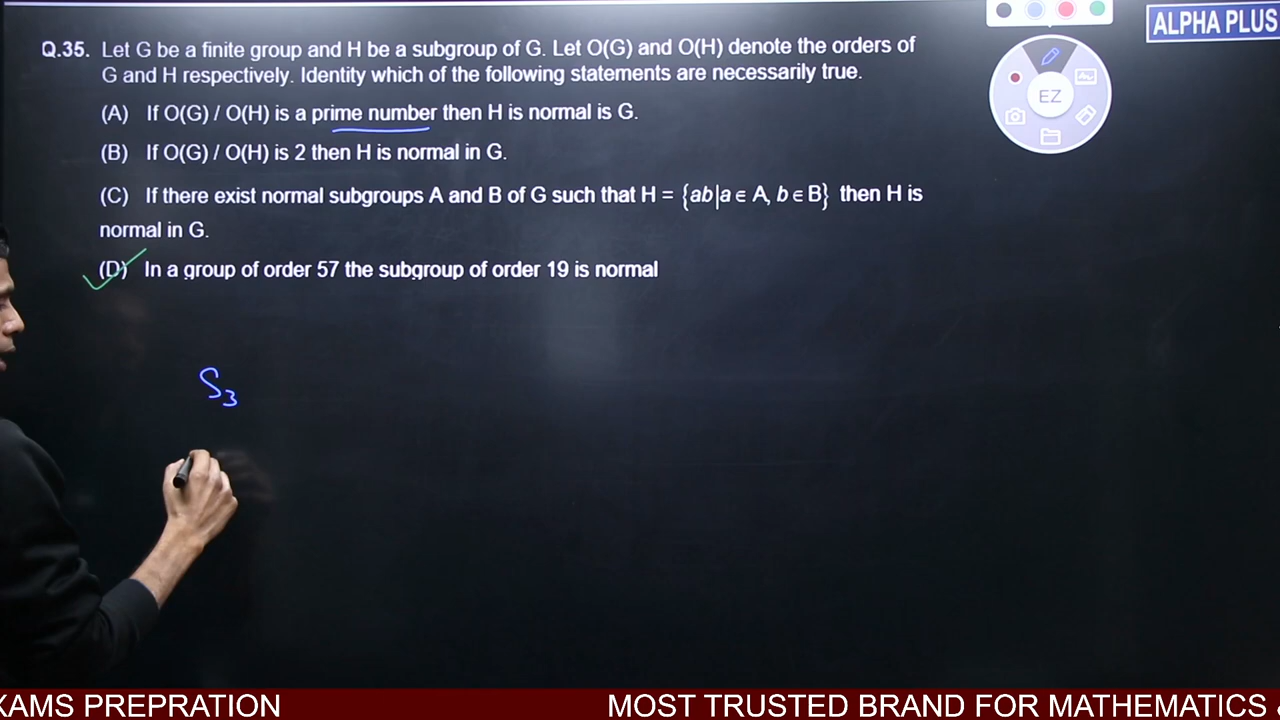 ALPHA PLUS
Q.35. Let G be a finite group and H be a subgroup of G. Let O(G) and O(H) denote the orders of
G and H respectively. Identity which of the following statements are necessarily true.
(A) If O(G) / O(H) is a prime number then H is normal is G.
(B) If O(G) / O(H) is 2 then H is normal in G.
(C) If there exist normal subgroups A and B of G such that H = {ab|a ∈ A, b ∈ B} then H is
normal in G.
(D) In a group of order 57 the subgroup of order 19 is normal
EZ
S₃
XAMS PREPRATION MOST TRUSTED BRAND FOR MATHEMATICS